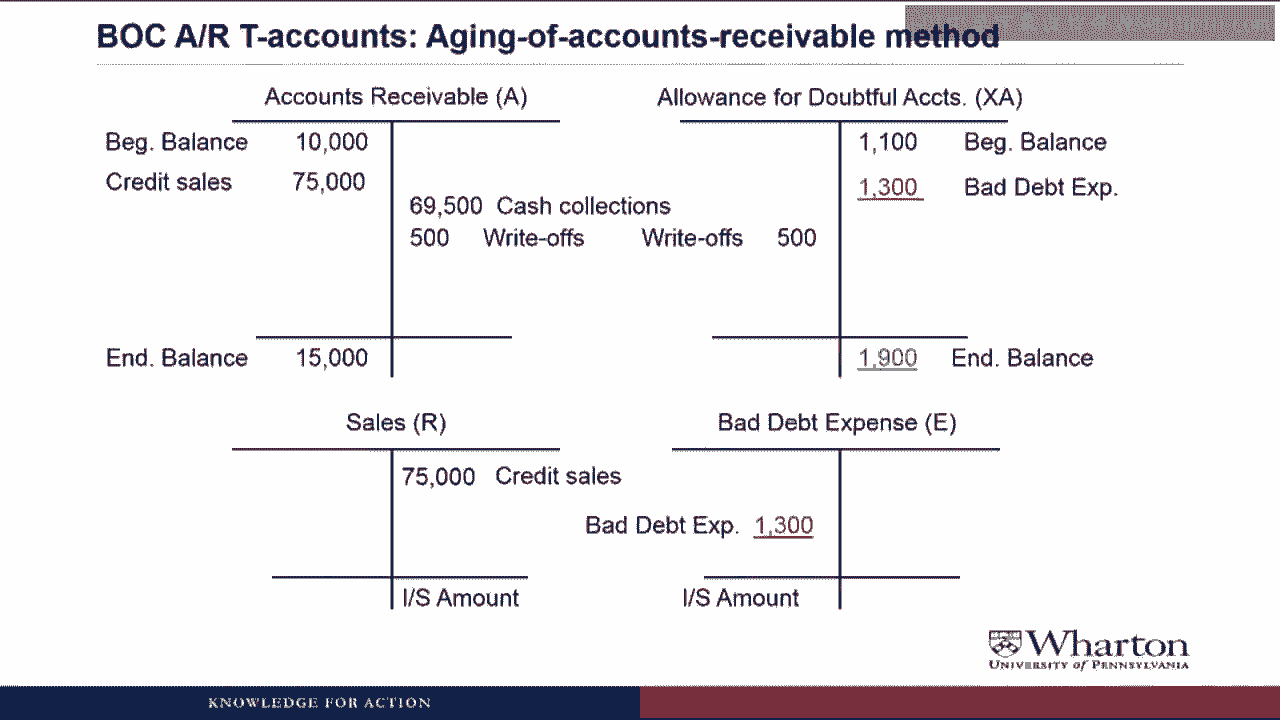 BOC A/R T-accounts: Aging-of-accounts-receivable method
Accounts Receivable (A)
Allowance for Doubtful Accts. (XA)
Beg. Balance 10,000
1,100 Beg. Balance
Credit sales 75,000
1,300 Bad Debt Exp.
69,500 Cash collections
500 Write-offs
Write-offs 500
End. Balance 15,000
1,900 End. Balance
Sales (R)
Bad Debt Expense (E)
75,000 Credit sales
Bad Debt Exp. 1,300
I/S Amount
I/S Amount
Wharton
UNIVERSITY of PENNSYLVANIA
KNOWLEDGE FOR ACTION